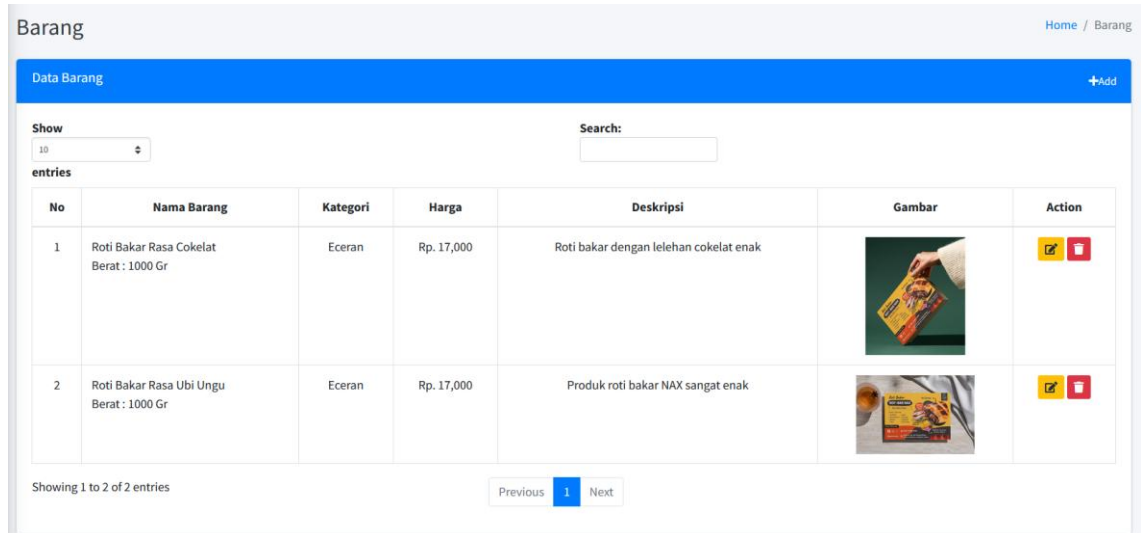 Barang
Home / Barang
Data Barang
Add
Show
10
entries
Search:
No Nama Barang Kategori Harga Deskripsi Gambar Action
1 Roti Bakar Rasa Cokelat Eceran Rp. 17,000 Roti bakar dengan lelehan cokelat enak
Berat : 1000 Gr
2 Roti Bakar Rasa Ubi Ungu Eceran Rp. 17,000 Produk roti bakar NAX sangat enak
Berat : 1000 Gr
Showing 1 to 2 of 2 entries
Previous 1 Next